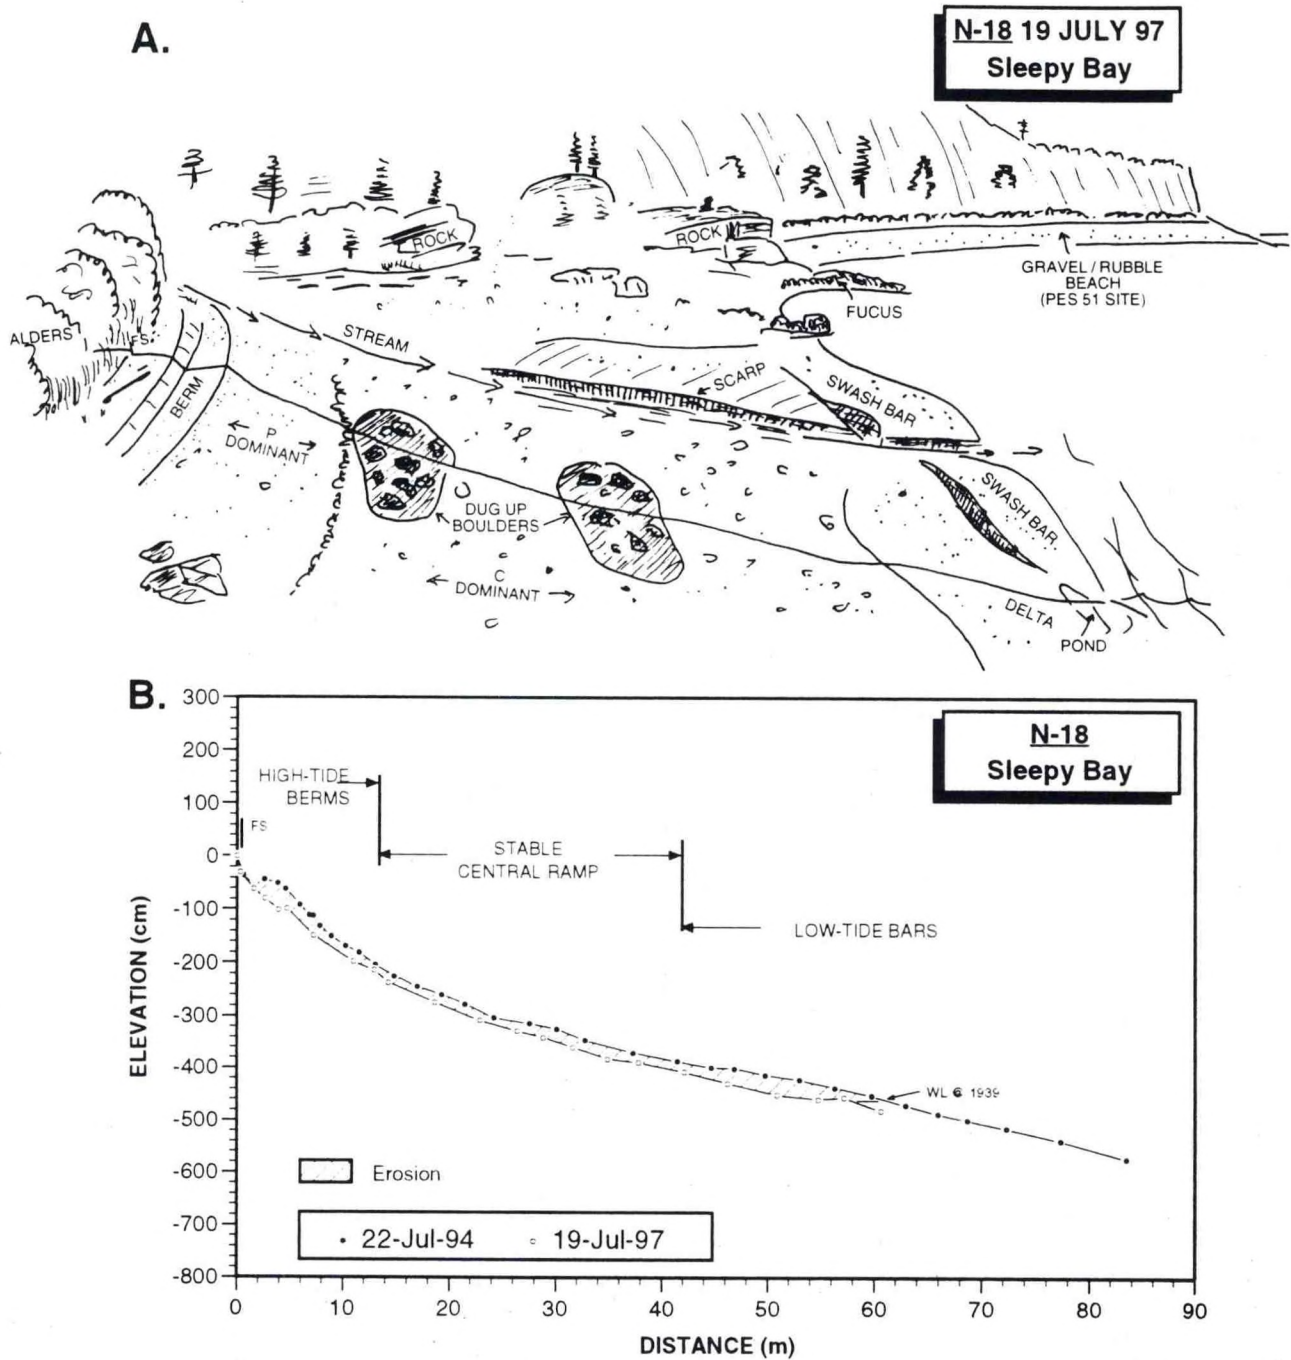 A.
N-18 19 JULY 97
Sleepy Bay
ROCK
ROCK
GRAVEL / RUBBLE
BEACH
(PES 51 SITE)
FUCUS
ALDERS
FS
STREAM
BERM
SCARP
SWASH BAR
P
DOMINANT
DUG UP
BOULDERS
SWASH BAR
C
DOMINANT
DELTA
POND
B.
N-18
Sleepy Bay
HIGH-TIDE
BERMS
FS
STABLE
CENTRAL RAMP
LOW-TIDE BARS
WL @ 1939
Erosion
22-Jul-94
19-Jul-97
ELEVATION (cm)
300
200
100
0
-100
-200
-300
-400
-500
-600
-700
-800
0 10 20 30 40 50 60 70 80 90
DISTANCE (m)